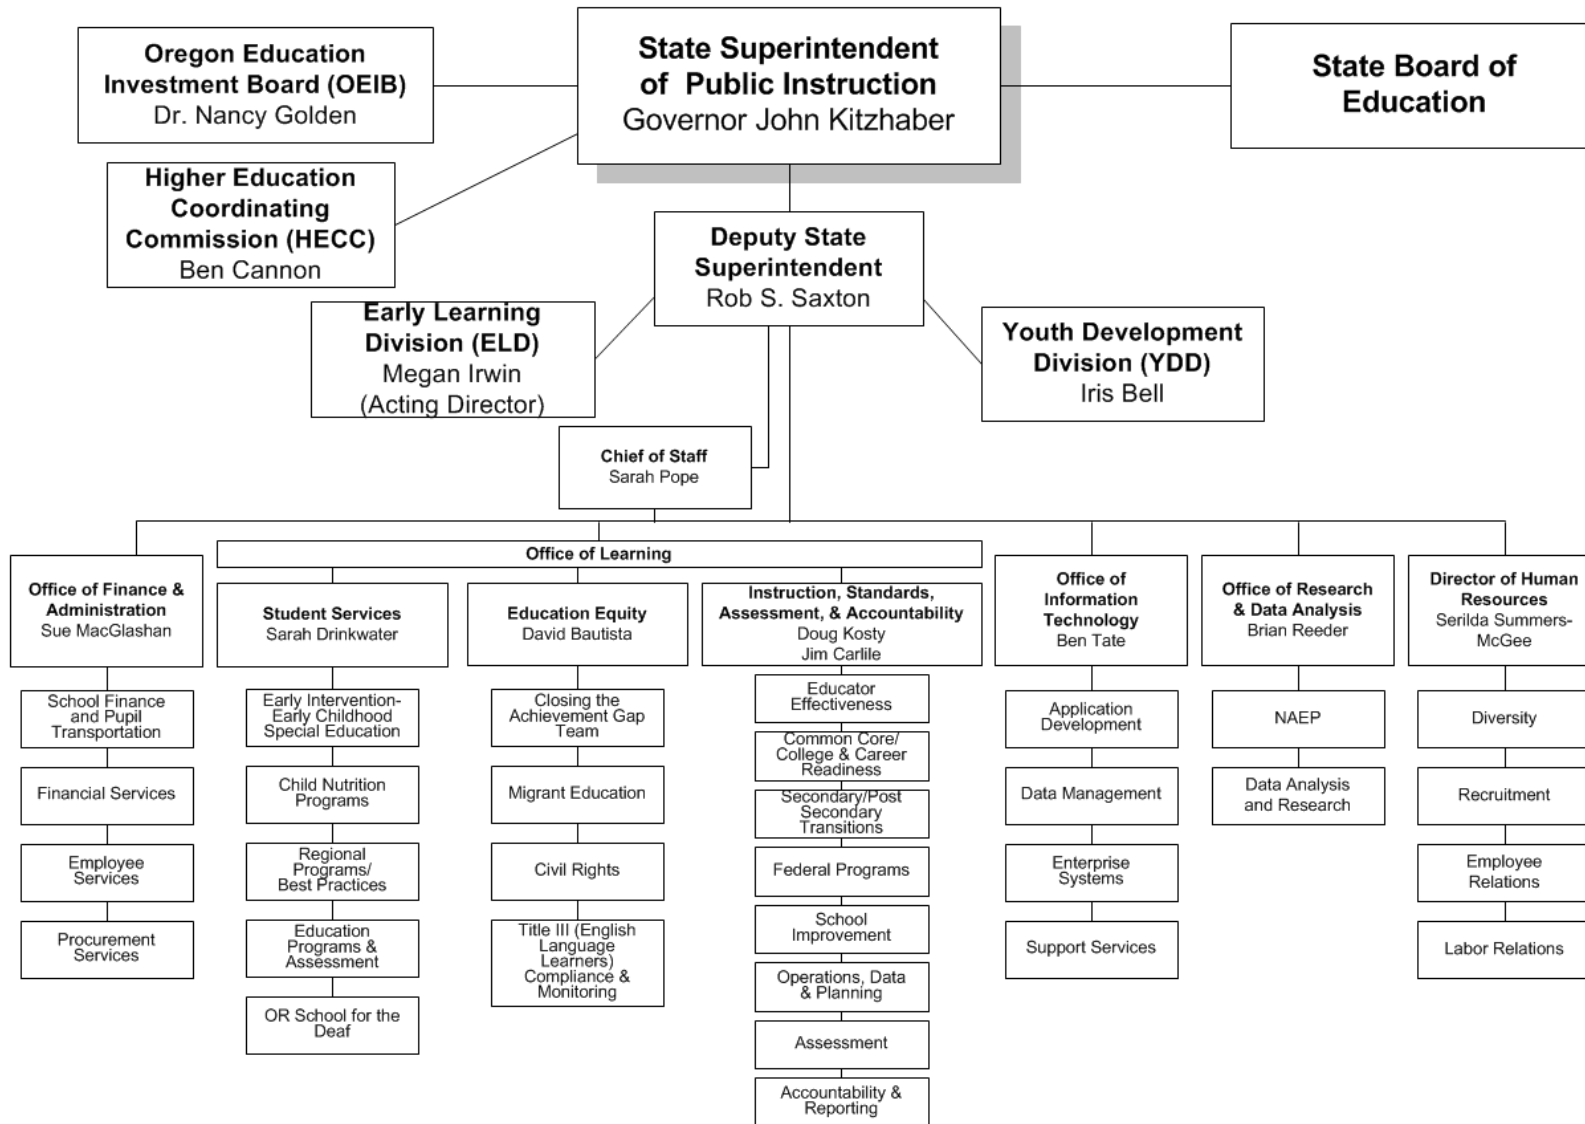 Oregon Education
Investment Board (OEIB)
Dr. Nancy Golden
State Superintendent
of Public Instruction
Governor John Kitzhaber
State Board of
Education
Higher Education
Coordinating
Commission (HECC)
Ben Cannon
Deputy State
Superintendent
Rob S. Saxton
Early Learning
Division (ELD)
Megan Irwin
(Acting Director)
Youth Development
Division (YDD)
Iris Bell
Chief of Staff
Sarah Pope
Office of Learning
Office of Finance &
Administration
Sue MacGlashan
School Finance
and Pupil
Transportation
Financial Services
Employee
Services
Procurement
Services
Student Services
Sarah Drinkwater
Early Intervention-
Early Childhood
Special Education
Child Nutrition
Programs
Regional
Programs/
Best Practices
Education
Programs &
Assessment
OR School for the
Deaf
Education Equity
David Bautista
Closing the
Achievement Gap
Team
Migrant Education
Civil Rights
Title III (English
Language
Learners)
Compliance &
Monitoring
Instruction, Standards,
Assessment, & Accountability
Doug Kosty
Jim Carlile
Educator
Effectiveness
Common Core/
College & Career
Readiness
Secondary/Post
Secondary
Transitions
Federal Programs
School
Improvement
Operations, Data
& Planning
Assessment
Accountability &
Reporting
Office of
Information
Technology
Ben Tate
Application
Development
Data Management
Enterprise
Systems
Support Services
Office of Research
& Data Analysis
Brian Reeder
NAEP
Data Analysis
and Research
Director of Human
Resources
Serilda Summers-
McGee
Diversity
Recruitment
Employee
Relations
Labor Relations